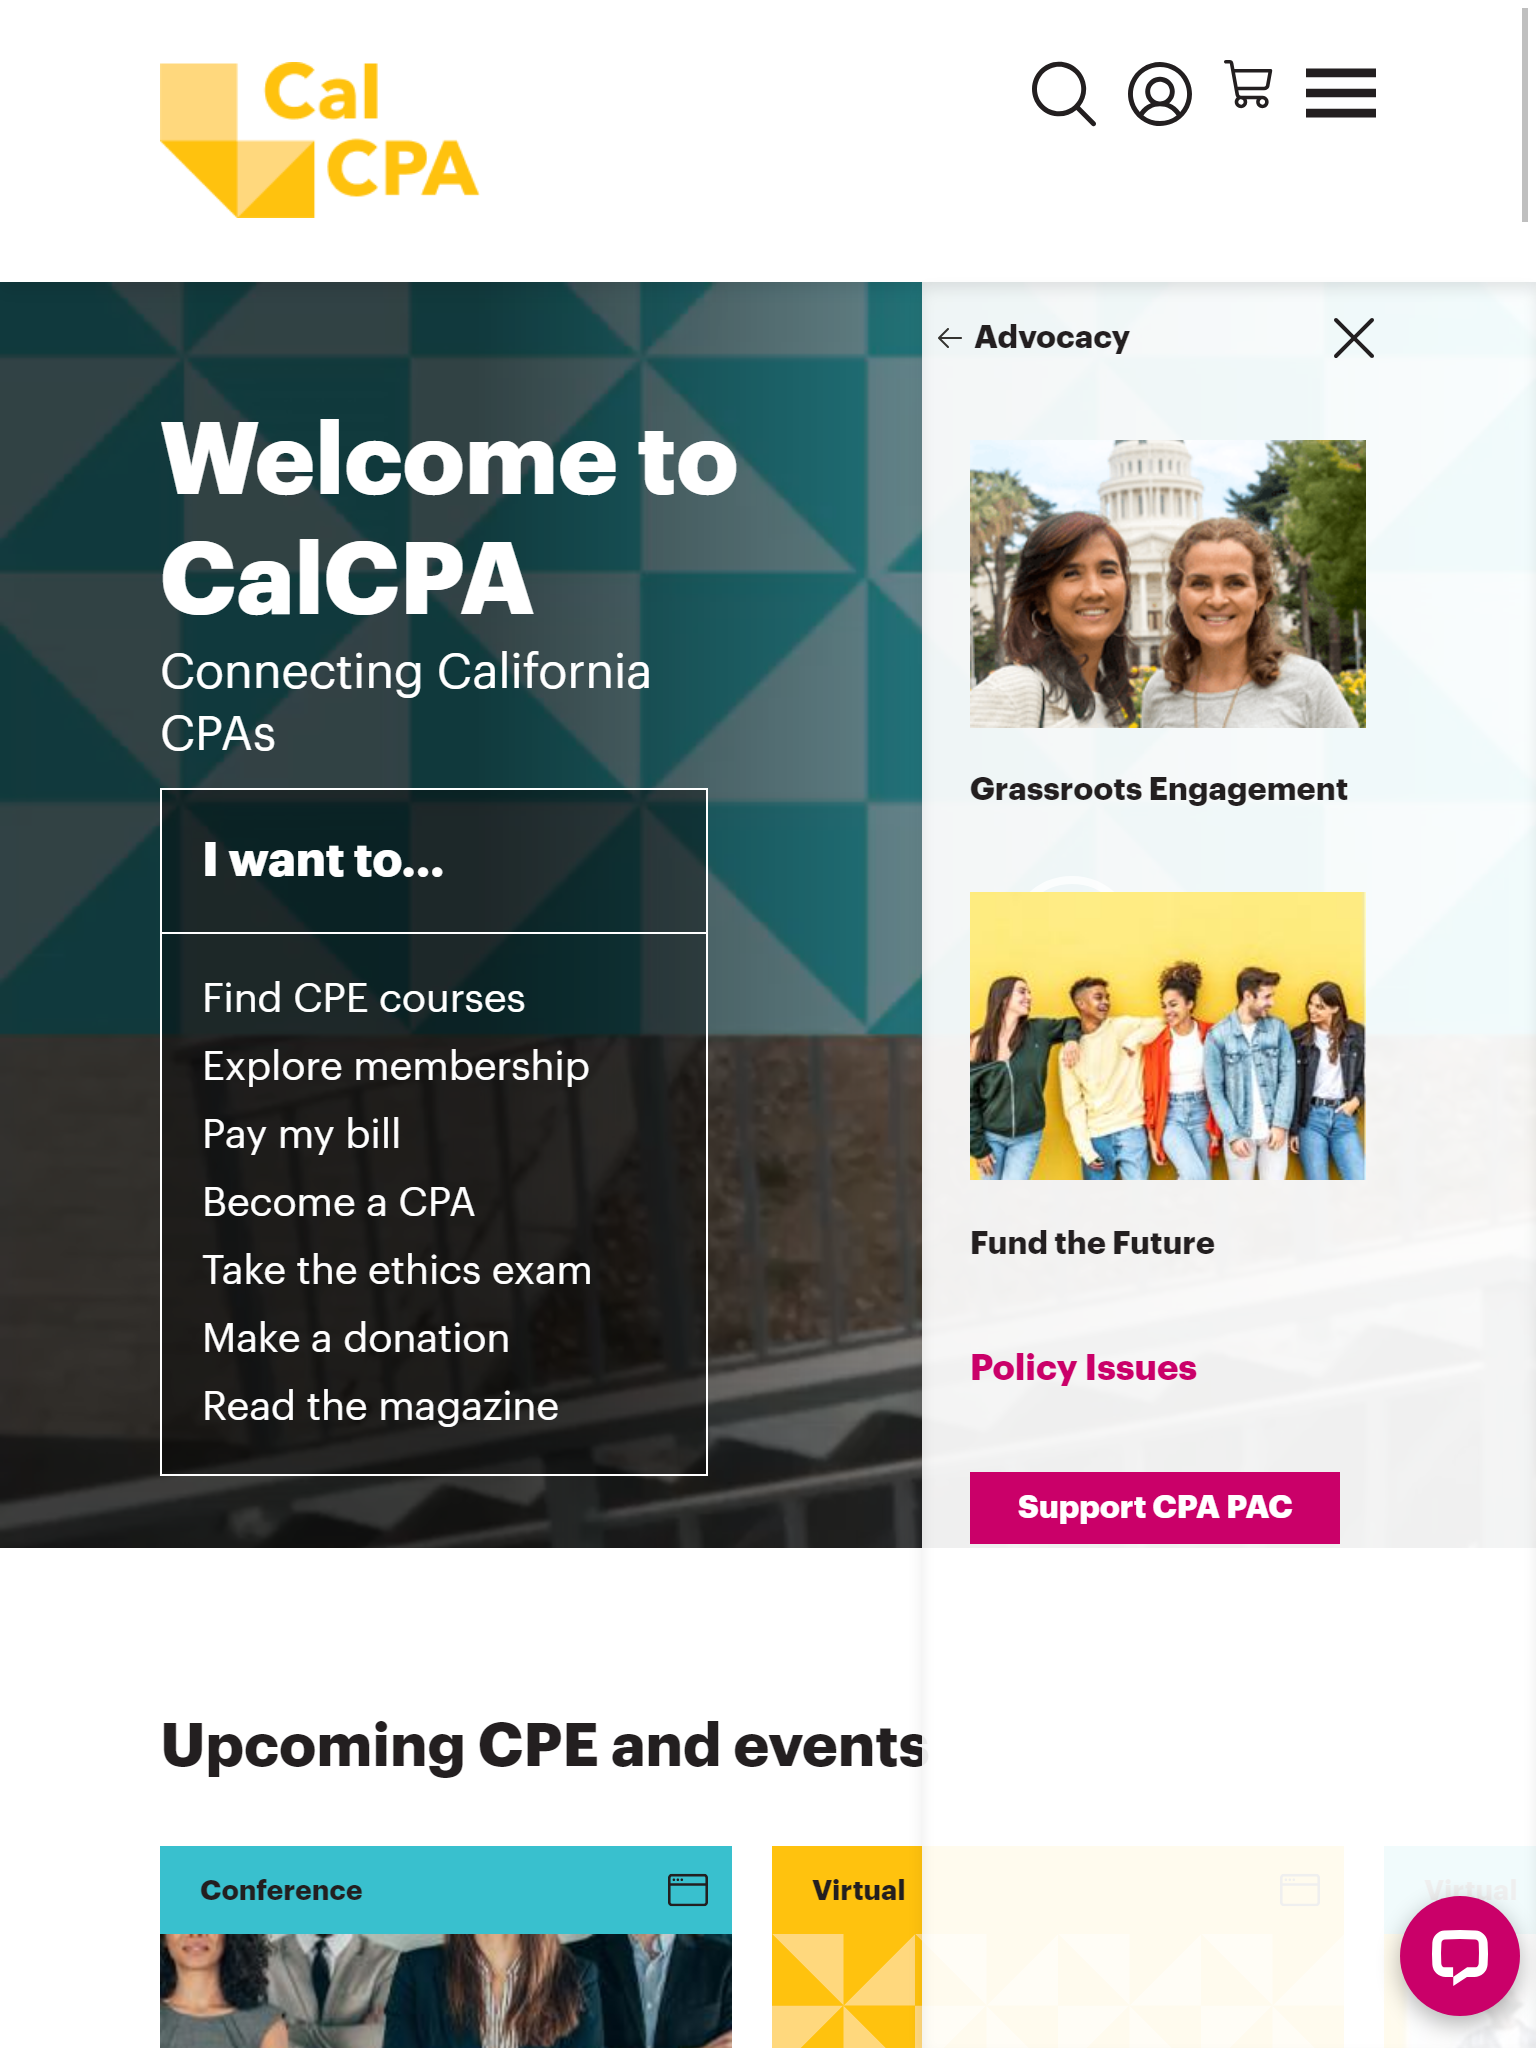 Cal
CPA
Advocacy
Welcome to
CalCPA
Connecting California
CPAs
I want to...
Find CPE courses
Explore membership
Pay my bill
Become a CPA
Take the ethics exam
Make a donation
Read the magazine
Grassroots Engagement
Fund the Future
Policy Issues
Support CPA PAC
Upcoming CPE and events
Conference
Virtual
Virtual